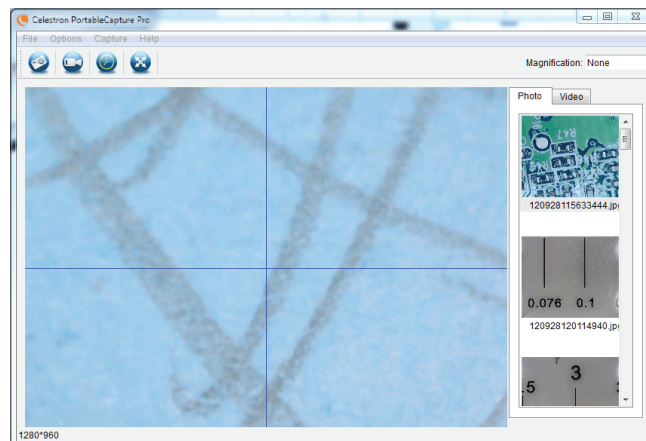 Celestron PortableCapture Pro
File Options Capture Help
Magnification: None
Photo Video
R47
120928115633444.jpg
0.076 0.1
120928120114940.jpg
.5 3
1280*960